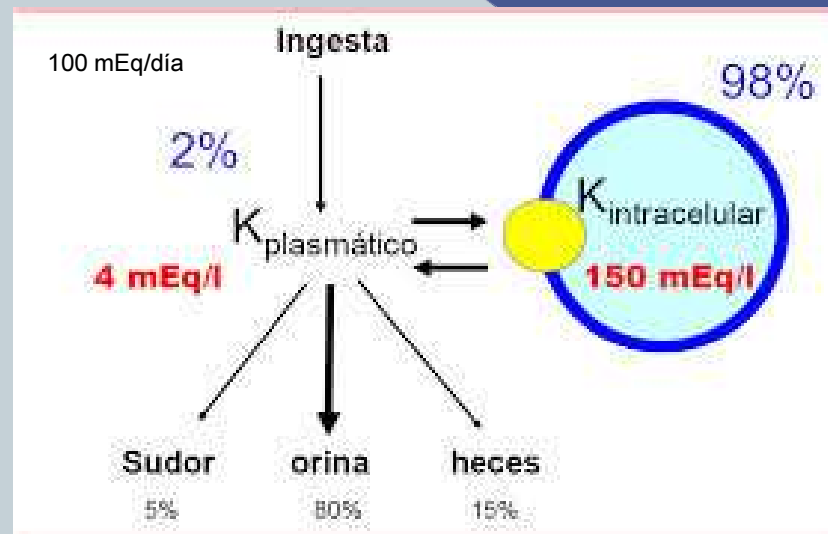 Ingesta
100 mEq/día
98%
2%
K intracelular
K plasmático
4 mEq/l
150 mEq/l
Sudor orina heces
5% 80% 15%